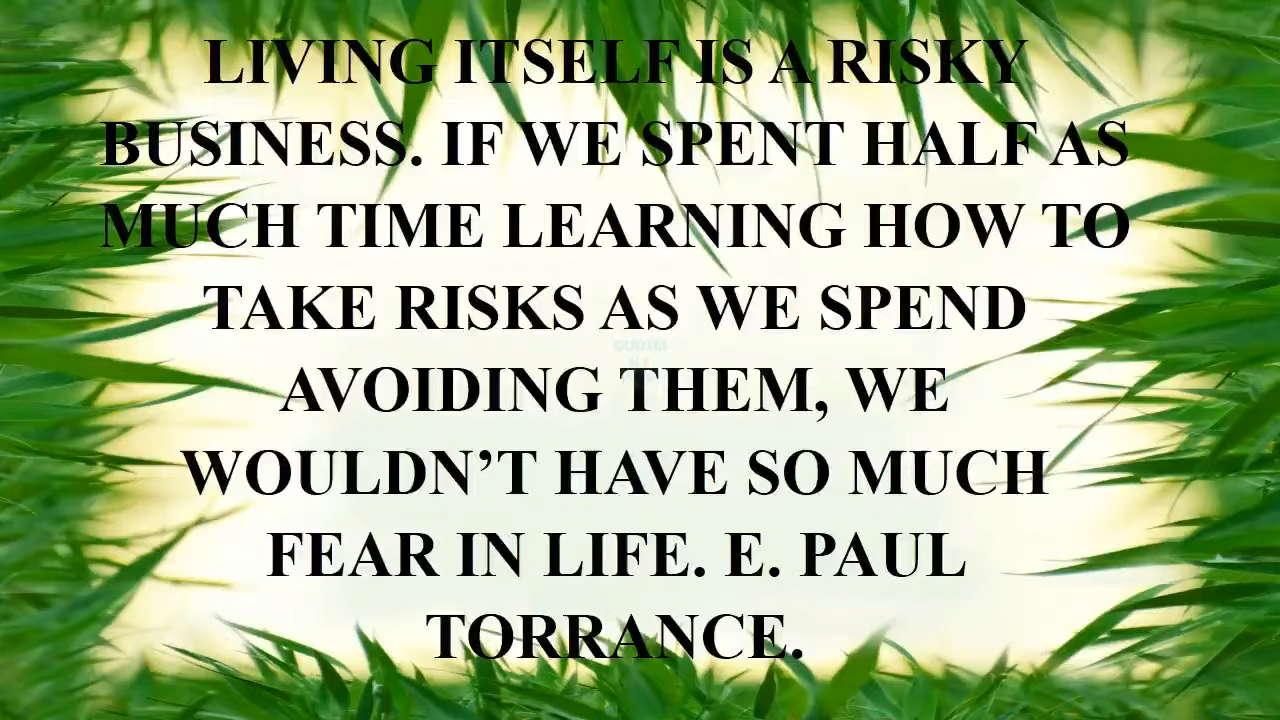 LIVING ITSELF IS A RISKY
BUSINESS. IF WE SPENT HALF AS
MUCH TIME LEARNING HOW TO
TAKE RISKS AS WE SPEND
AVOIDING THEM, WE
WOULDN’T HAVE SO MUCH
FEAR IN LIFE. E. PAUL
TORRANCE.